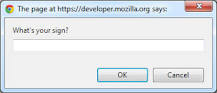 The page at https://developer.mozilla.org says:
What's your sign?
OK
Cancel